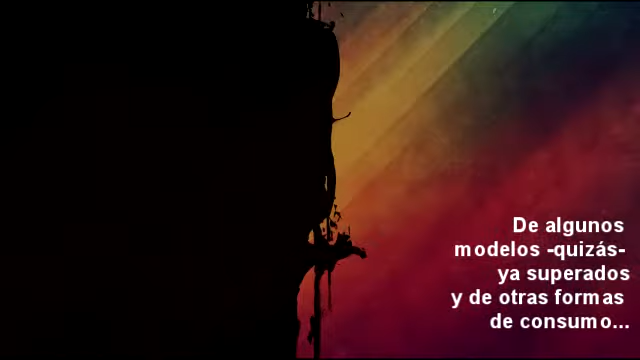 De algunos
modelos -quizás-
ya superados
y de otras formas
de consumo...